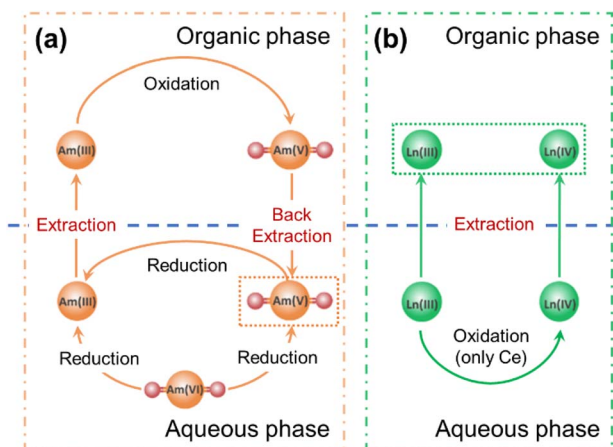 (a)
Organic phase
Oxidation
Am(III)
Am(V)
Extraction
Back
Extraction
Reduction
Am(III)
Am(V)
Reduction
Reduction
Am(VI)
Aqueous phase
(b)
Organic phase
Ln(III)
Ln(IV)
Extraction
Ln(III)
Ln(IV)
Oxidation
(only Ce)
Aqueous phase